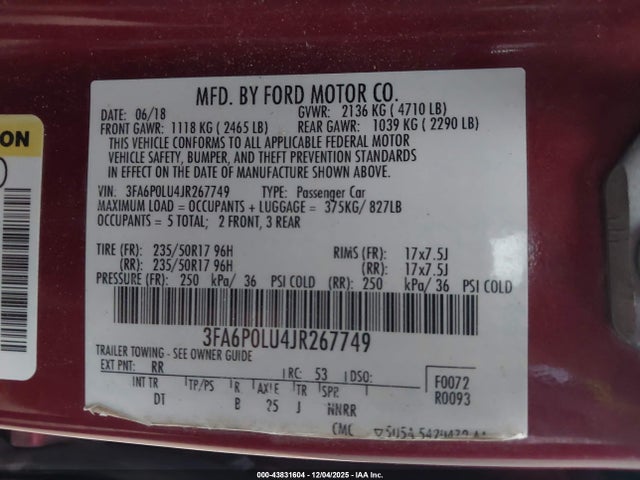 ON
MFD. BY FORD MOTOR CO.
DATE: 06/18 GVWR: 2136 KG ( 4710 LB)
FRONT GAWR: 1118 KG ( 2465 LB) REAR GAWR: 1039 KG ( 2290 LB)
THIS VEHICLE CONFORMS TO ALL APPLICABLE FEDERAL MOTOR
VEHICLE SAFETY, BUMPER, AND THEFT PREVENTION STANDARDS
IN EFFECT ON THE DATE OF MANUFACTURE SHOWN ABOVE.
VIN: 3FA6P0LU4JR267749 TYPE: Passenger Car
MAXIMUM LOAD = OCCUPANTS + LUGGAGE = 375KG/ 827LB
OCCUPANTS = 5 TOTAL; 2 FRONT, 3 REAR
TIRE (FR): 235/50R17 96H RIMS (FR): 17x7.5J
(RR): 235/50R17 96H (RR): 17x7.5J
PRESSURE (FR): 250 kPa/ 36 PSI COLD (RR): 250 kPa/ 36 PSI COLD
3FA6P0LU4JR267749
TRAILER TOWING - SEE OWNER GUIDE
EXT PNT: RR RC: 53 DSO: F0072
INT TR TP/PS R AXLE TR SPR R0093
DT B 25 J NNRR
CMC
000-43831604 - 12/04/2025 - IAA Inc.